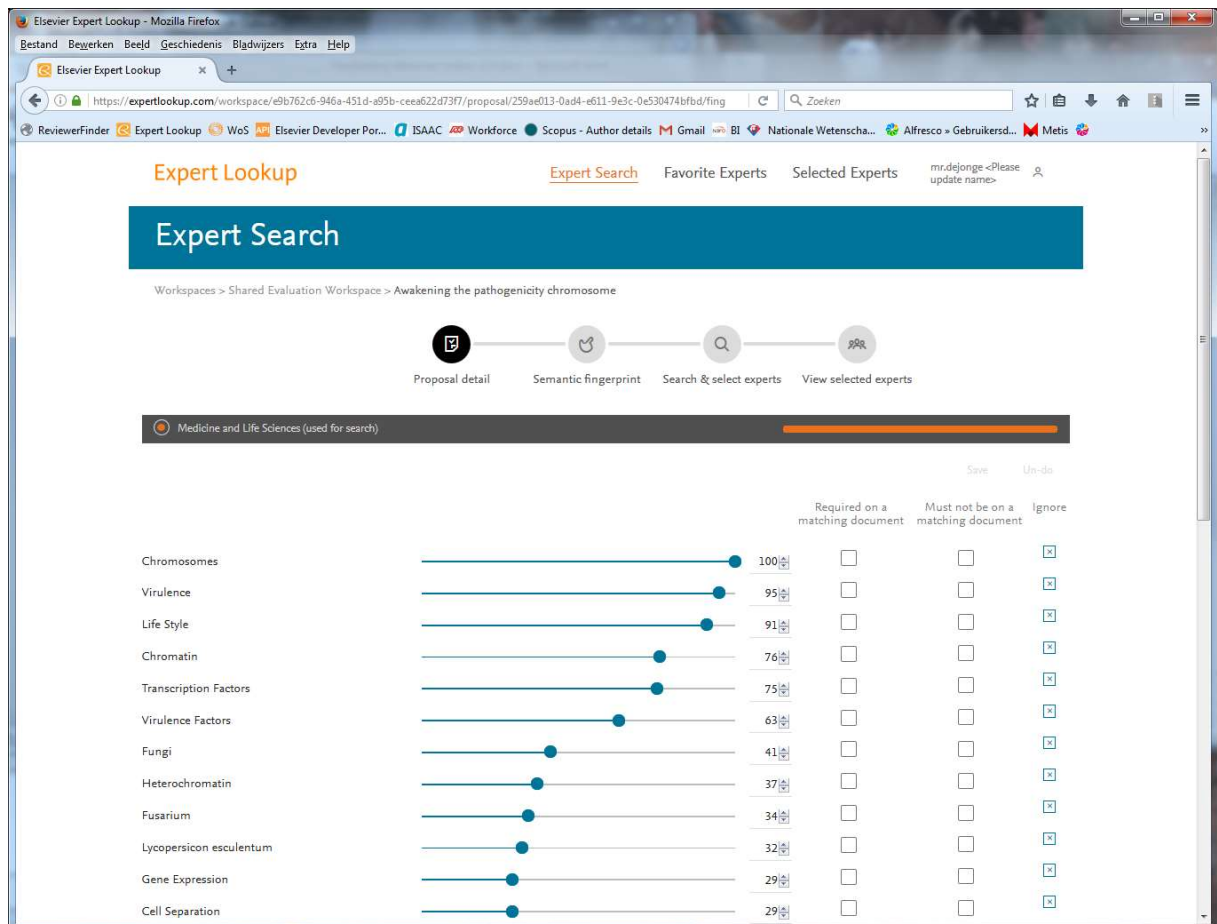 Elsevier Expert Lookup - Mozilla Firefox
Bestand Bewerken Beeld Geschiedenis Bladwijzers Extra Help
Elsevier Expert Lookup × +
https://expertlookup.com/workspace/e9b762c6-946a-451d-a95b-ceea622d73f7/proposal/259ae013-0ad4-e611-9e3c-0e530474bfbd/fing Zoeken
ReviewerFinder Expert Lookup WoS API Elsevier Developer Por... ISAAC ADP Workforce Scopus - Author details Gmail BI Nationale Wetenscha... Alfresco » Gebruikersd... Metis »
Expert Lookup Expert Search Favorite Experts Selected Experts mr.dejonge <Please
update name>
Expert Search
Workspaces > Shared Evaluation Workspace > Awakening the pathogenicity chromosome
Proposal detail Semantic fingerprint Search & select experts View selected experts
Medicine and Life Sciences (used for search)
Save Un-do
Required on a Must not be on a Ignore
matching document matching document
Chromosomes 100
Virulence 95
Life Style 91
Chromatin 76
Transcription Factors 75
Virulence Factors 63
Fungi 41
Heterochromatin 37
Fusarium 34
Lycopersicon esculentum 32
Gene Expression 29
Cell Separation 29